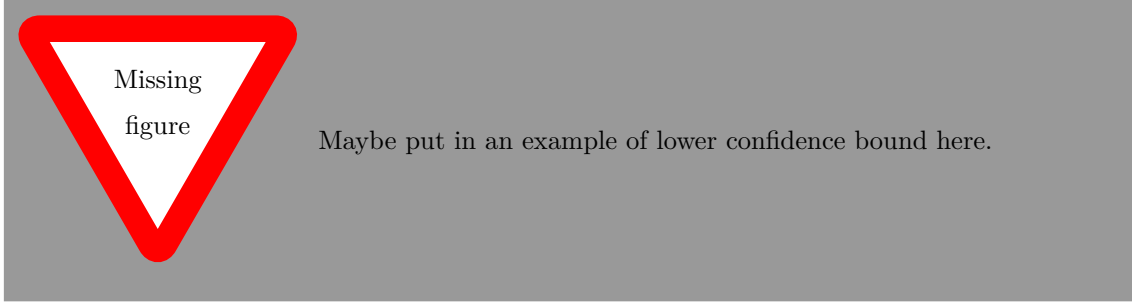 Missing
figure
Maybe put in an example of lower confidence bound here.